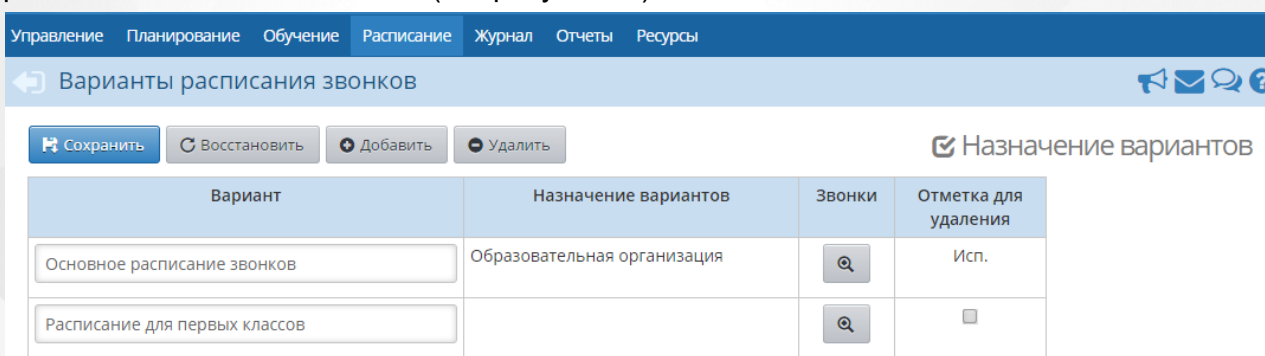 Управление Планирование Обучение Расписание Журнал Отчеты Ресурсы
Варианты расписания звонков
Сохранить Восстановить Добавить Удалить Назначение вариантов
Вариант Назначение вариантов Звонки Отметка для удаления
Основное расписание звонков Образовательная организация Исп.
Расписание для первых классов